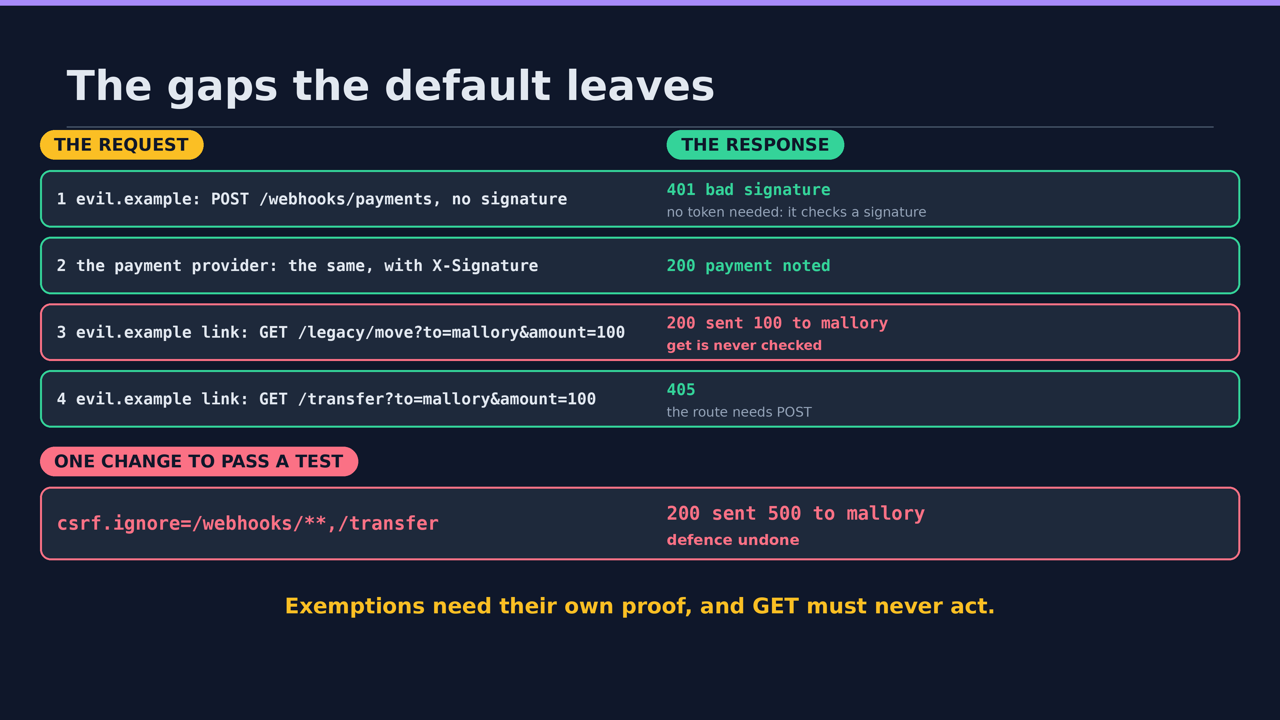 The gaps the default leaves
THE REQUEST
THE RESPONSE
1 evil.example: POST /webhooks/payments, no signature
401 bad signature
no token needed: it checks a signature
2 the payment provider: the same, with X-Signature
200 payment noted
3 evil.example link: GET /legacy/move?to=mallory&amount=100
200 sent 100 to mallory
get is never checked
4 evil.example link: GET /transfer?to=mallory&amount=100
405
the route needs POST
ONE CHANGE TO PASS A TEST
csrf.ignore=/webhooks/**,/transfer
200 sent 500 to mallory
defence undone
Exemptions need their own proof, and GET must never act.